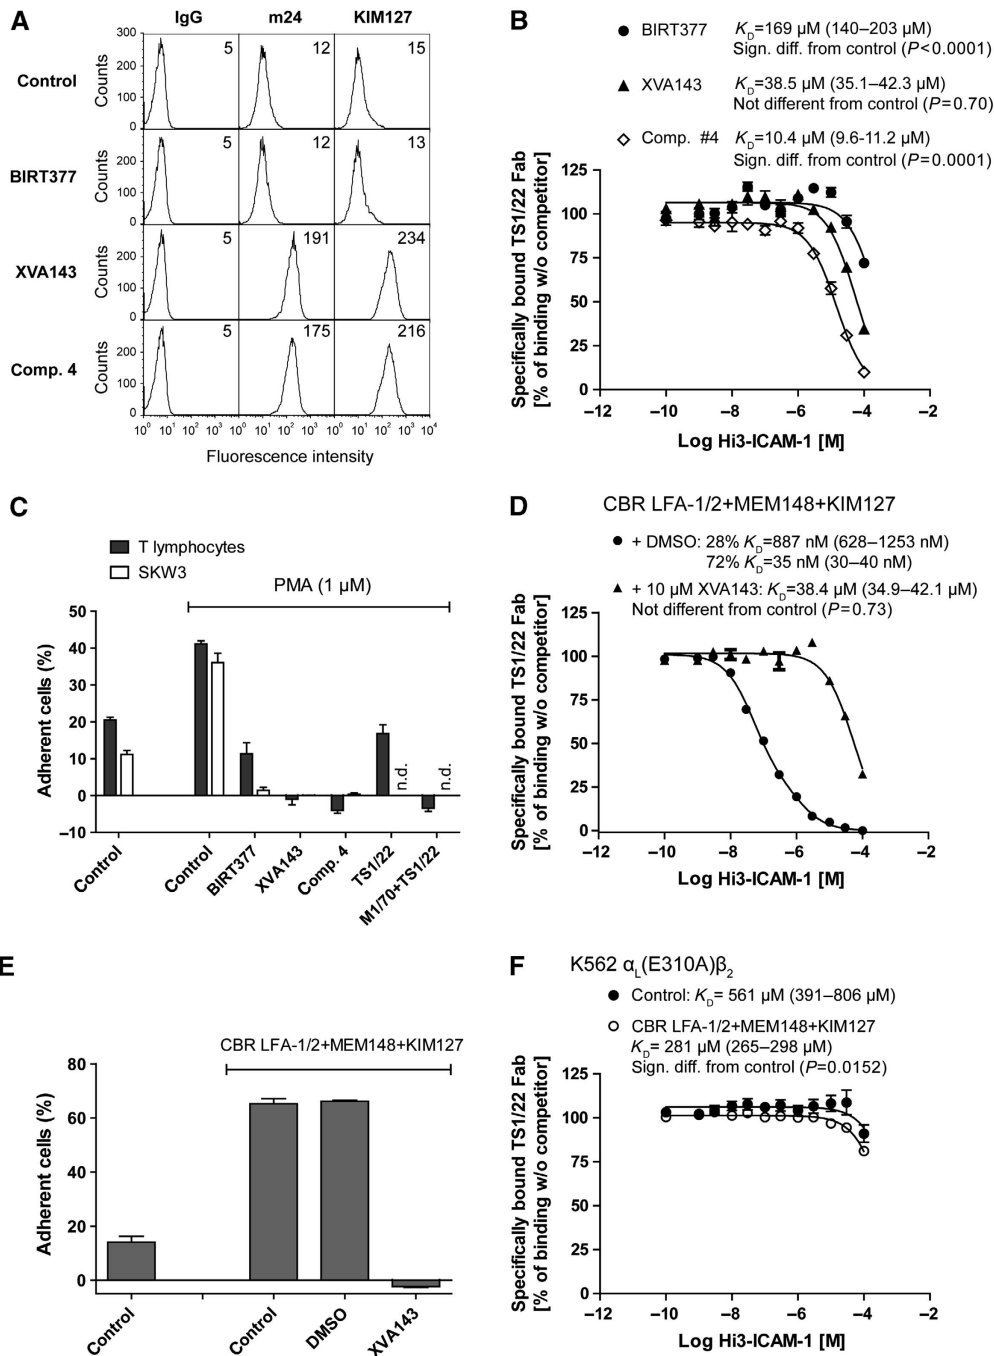 A
IgG m24 KIM127
Control
BIRT377
XVA143
Comp. 4
Counts
300
200
100
0
5 12 15
Counts
200
100
0
5 12 13
Counts
200
100
0
5 191 234
Counts
200
100
0
5 175 216
10⁰ 10¹ 10² 10³ 10⁰ 10¹ 10² 10³ 10⁰ 10¹ 10² 10³ 10⁴
Fluorescence intensity
B
BIRT377 K_D=169 µM (140–203 µM)
Sign. diff. from control (P<0.0001)
XVA143 K_D=38.5 µM (35.1–42.3 µM)
Not different from control (P=0.70)
Comp. #4 K_D=10.4 µM (9.6-11.2 µM)
Sign. diff. from control (P=0.0001)
Specifically bound TS1/22 Fab
[% of binding w/o competitor]
125
100
75
50
25
0
−12 −10 −8 −6 −4 −2
Log Hi3-ICAM-1 [M]
C
T lymphocytes
SKW3
PMA (1 µM)
Adherent cells (%)
50
40
30
20
10
0
−10
n.d.
n.d.
Control
Control
BIRT377
XVA143
Comp. 4
TS1/22
M1/70+TS1/22
D
CBR LFA-1/2+MEM148+KIM127
+ DMSO: 28% K_D=887 nM (628–1253 nM)
72% K_D=35 nM (30–40 nM)
+ 10 µM XVA143: K_D=38.4 µM (34.9–42.1 µM)
Not different from control (P=0.73)
Specifically bound TS1/22 Fab
[% of binding w/o competitor]
125
100
75
50
25
0
−12 −10 −8 −6 −4 −2
Log Hi3-ICAM-1 [M]
E
CBR LFA-1/2+MEM148+KIM127
Adherent cells (%)
80
60
40
20
0
Control
Control
DMSO
XVA143
F
K562 α_L(E310A)β₂
Control: K_D= 561 µM (391–806 µM)
CBR LFA-1/2+MEM148+KIM127
K_D= 281 µM (265–298 µM)
Sign. diff. from control (P=0.0152)
Specifically bound TS1/22 Fab
[% of binding w/o competitor]
125
100
75
50
25
0
−12 −10 −8 −6 −4 −2
Log Hi3-ICAM-1 [M]